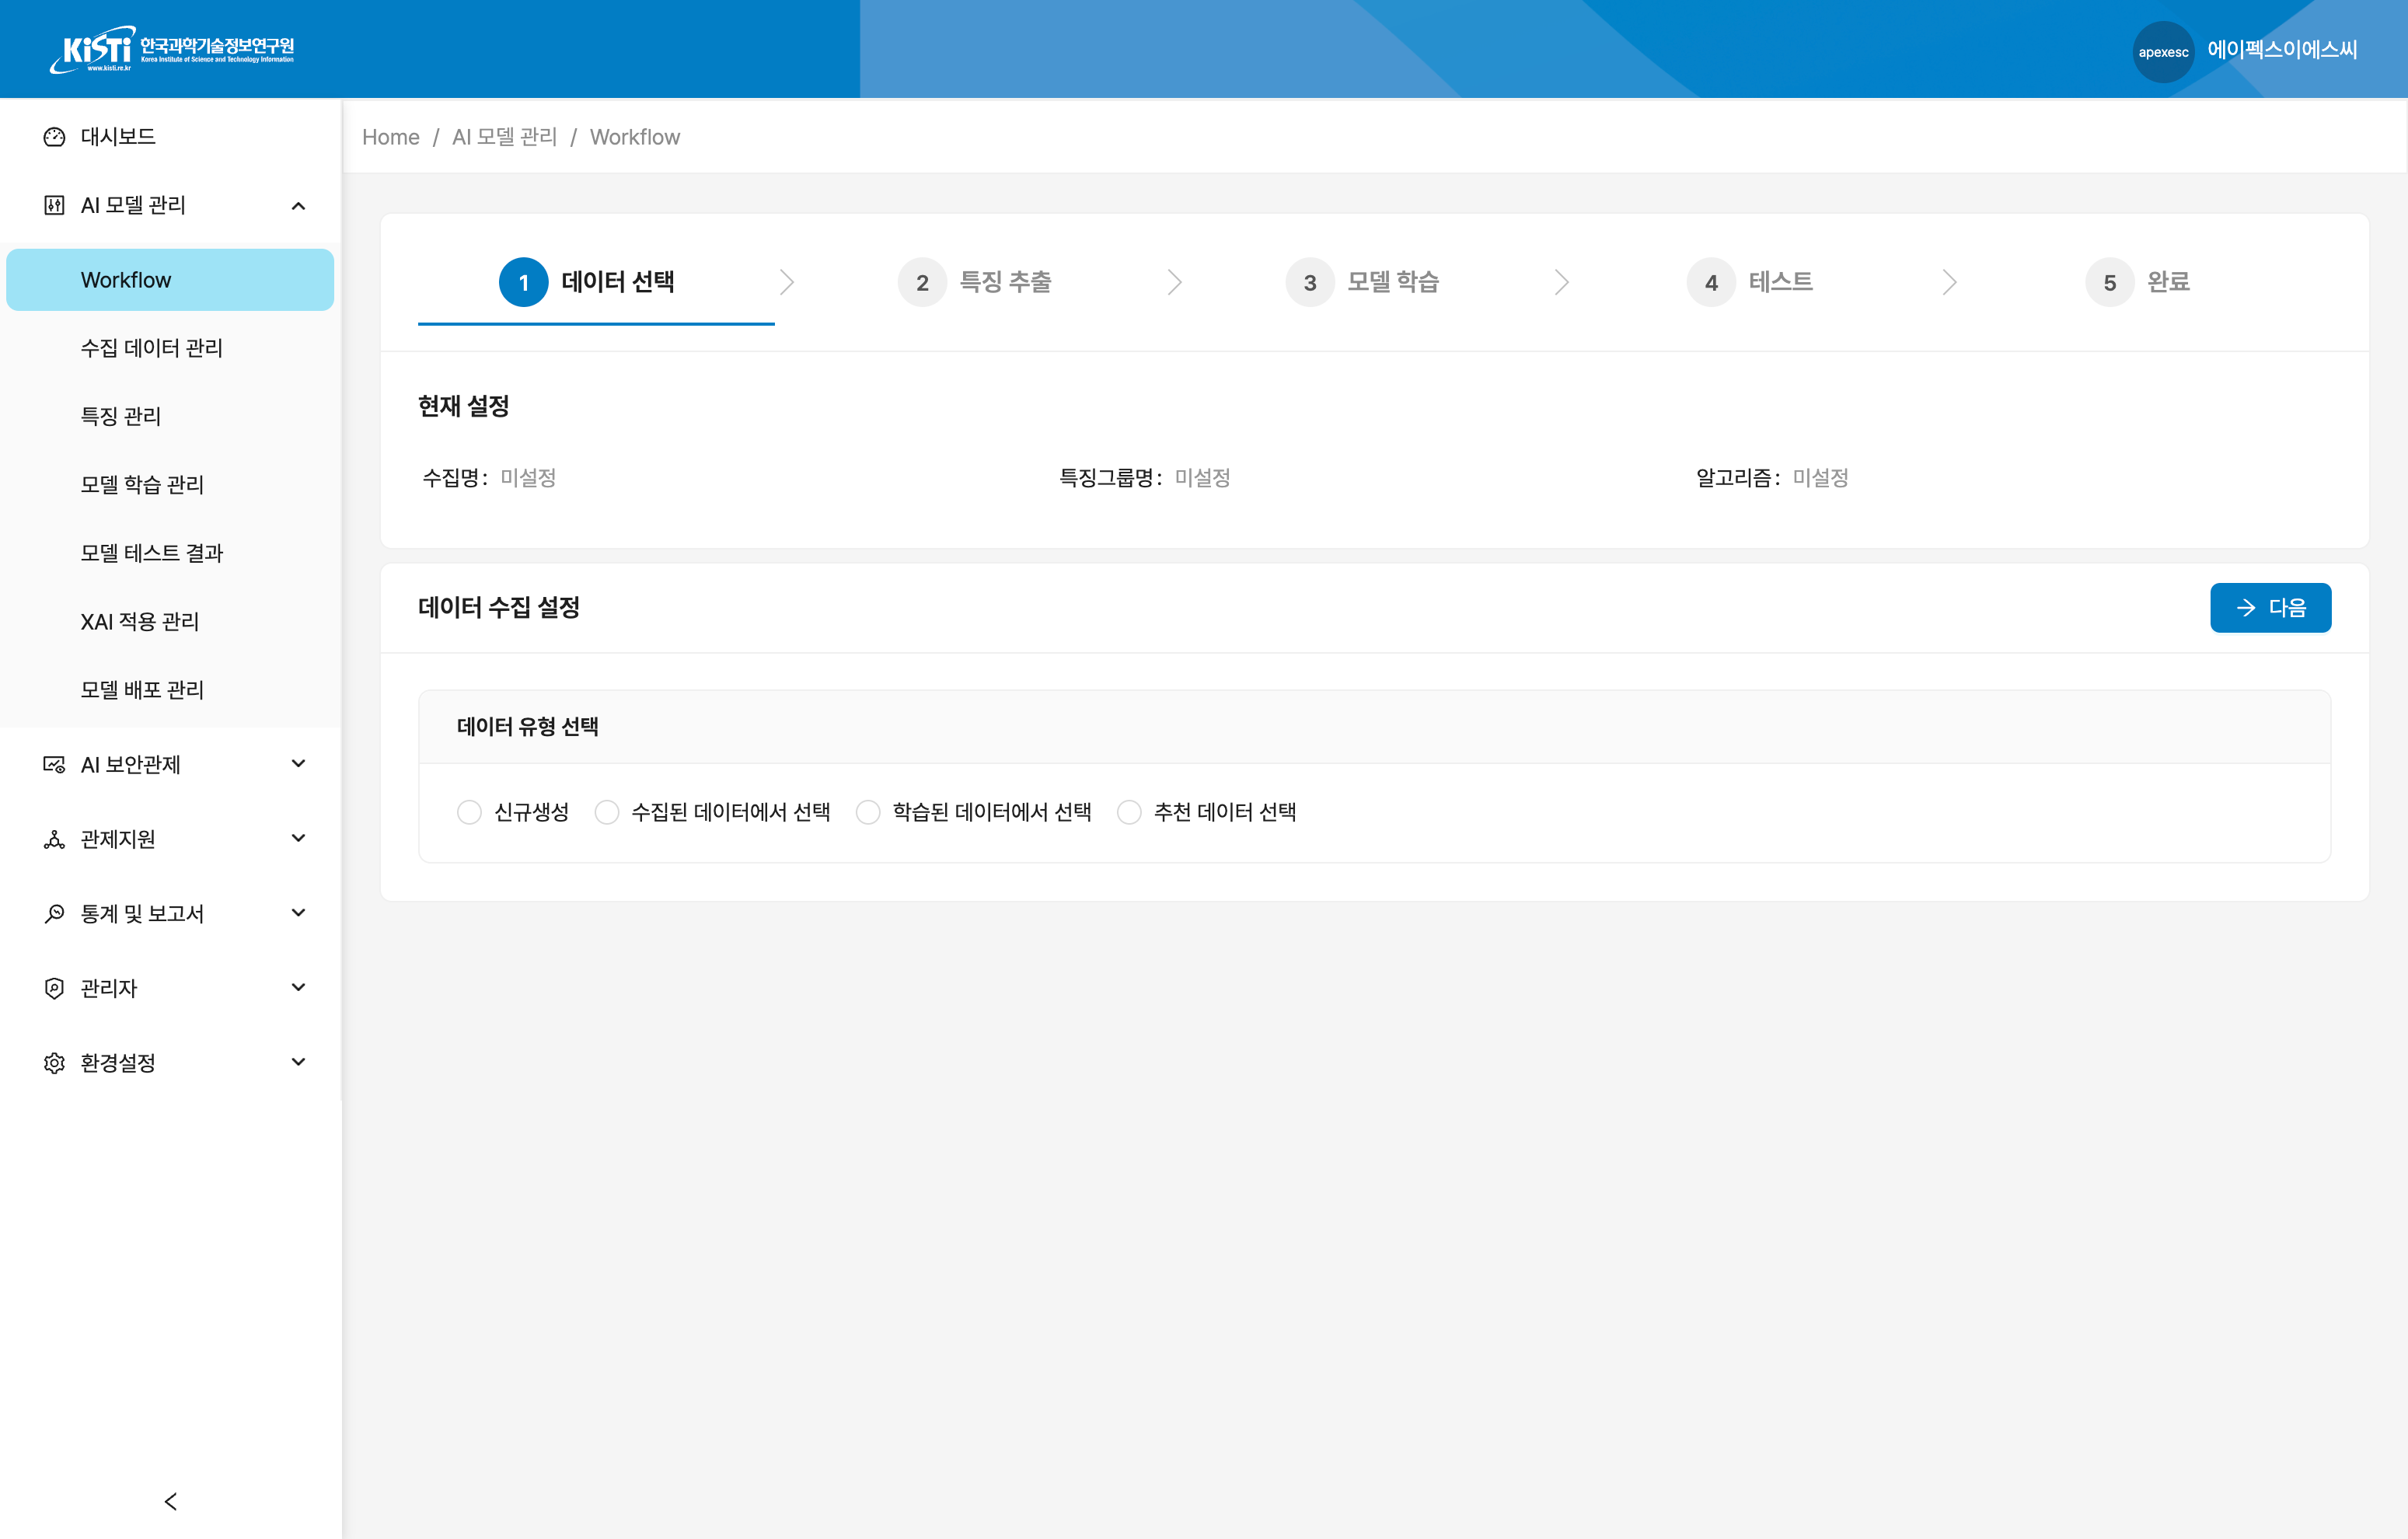 KiSTi 한국과학기술정보연구원
Korea Institute of Science and Technology Information
www.kisti.re.kr
apexesc 에이펙스이에스씨
대시보드
AI 모델 관리
Workflow
수집 데이터 관리
특징 관리
모델 학습 관리
모델 테스트 결과
XAI 적용 관리
모델 배포 관리
AI 보안관제
관제지원
통계 및 보고서
관리자
환경설정
Home / AI 모델 관리 / Workflow
1 데이터 선택 2 특징 추출 3 모델 학습 4 테스트 5 완료
현재 설정
수집명: 미설정 특징그룹명: 미설정 알고리즘: 미설정
데이터 수집 설정 다음
데이터 유형 선택
신규생성 수집된 데이터에서 선택 학습된 데이터에서 선택 추천 데이터 선택